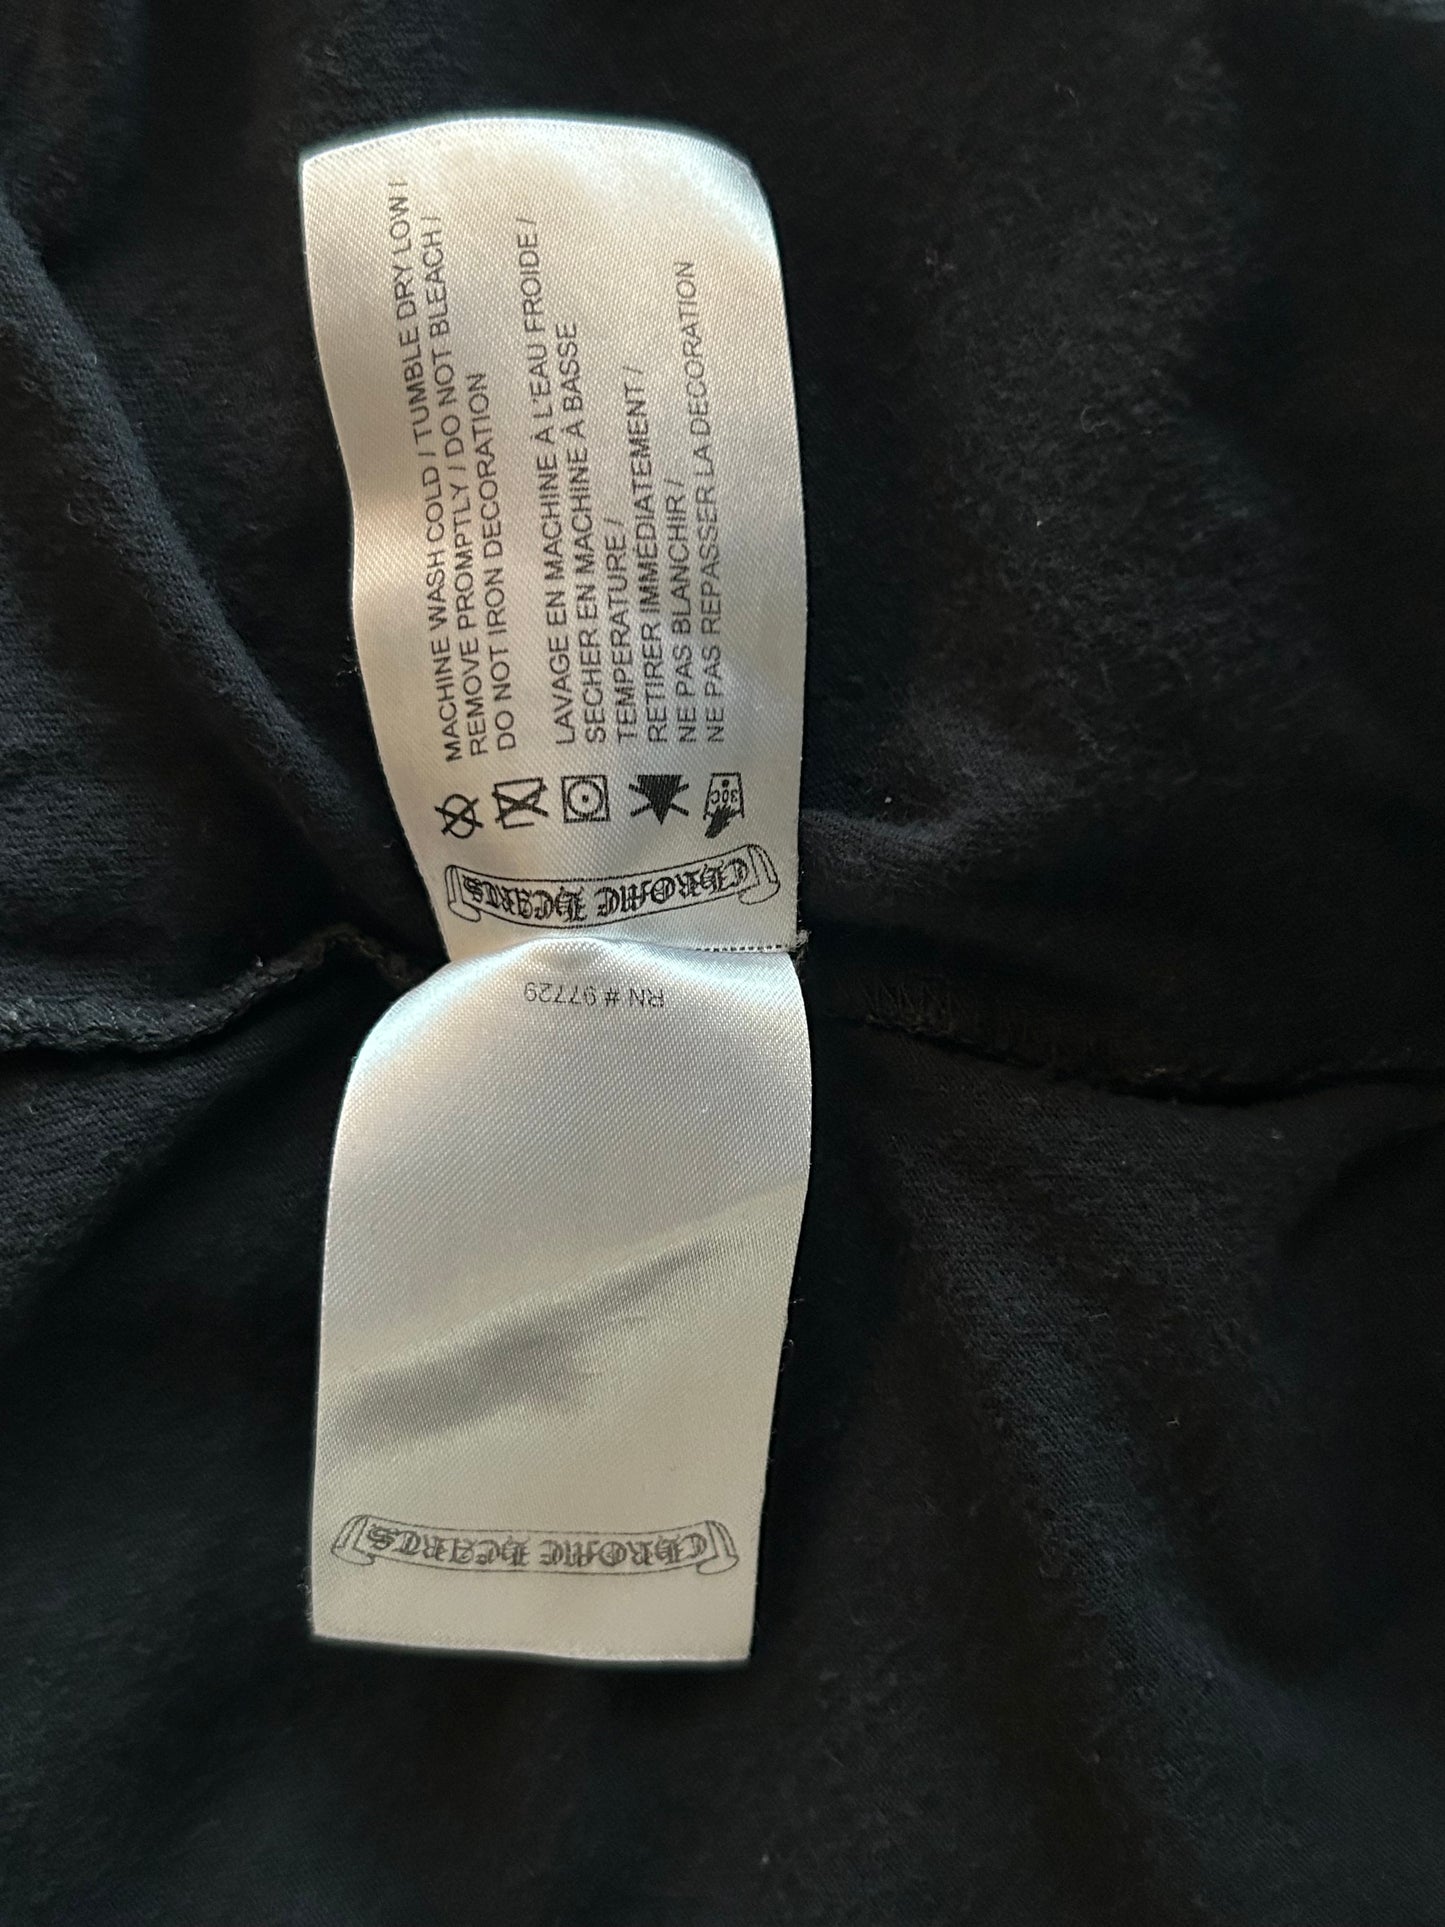 MACHINE WASH COLD / TUMBLE DRY LOW /
REMOVE PROMPTLY / DO NOT BLEACH /
DO NOT IRON DECORATION
LAVAGE EN MACHINE À L'EAU FROIDE /
SECHER EN MACHINE À BASSE
TEMPERATURE /
RETIRER IMMÉDIATEMENT /
NE PAS BLANCHIR /
NE PAS REPASSER LA DECORATION
30C
CHROME HEARTS
RN # 97729
CHROME HEARTS